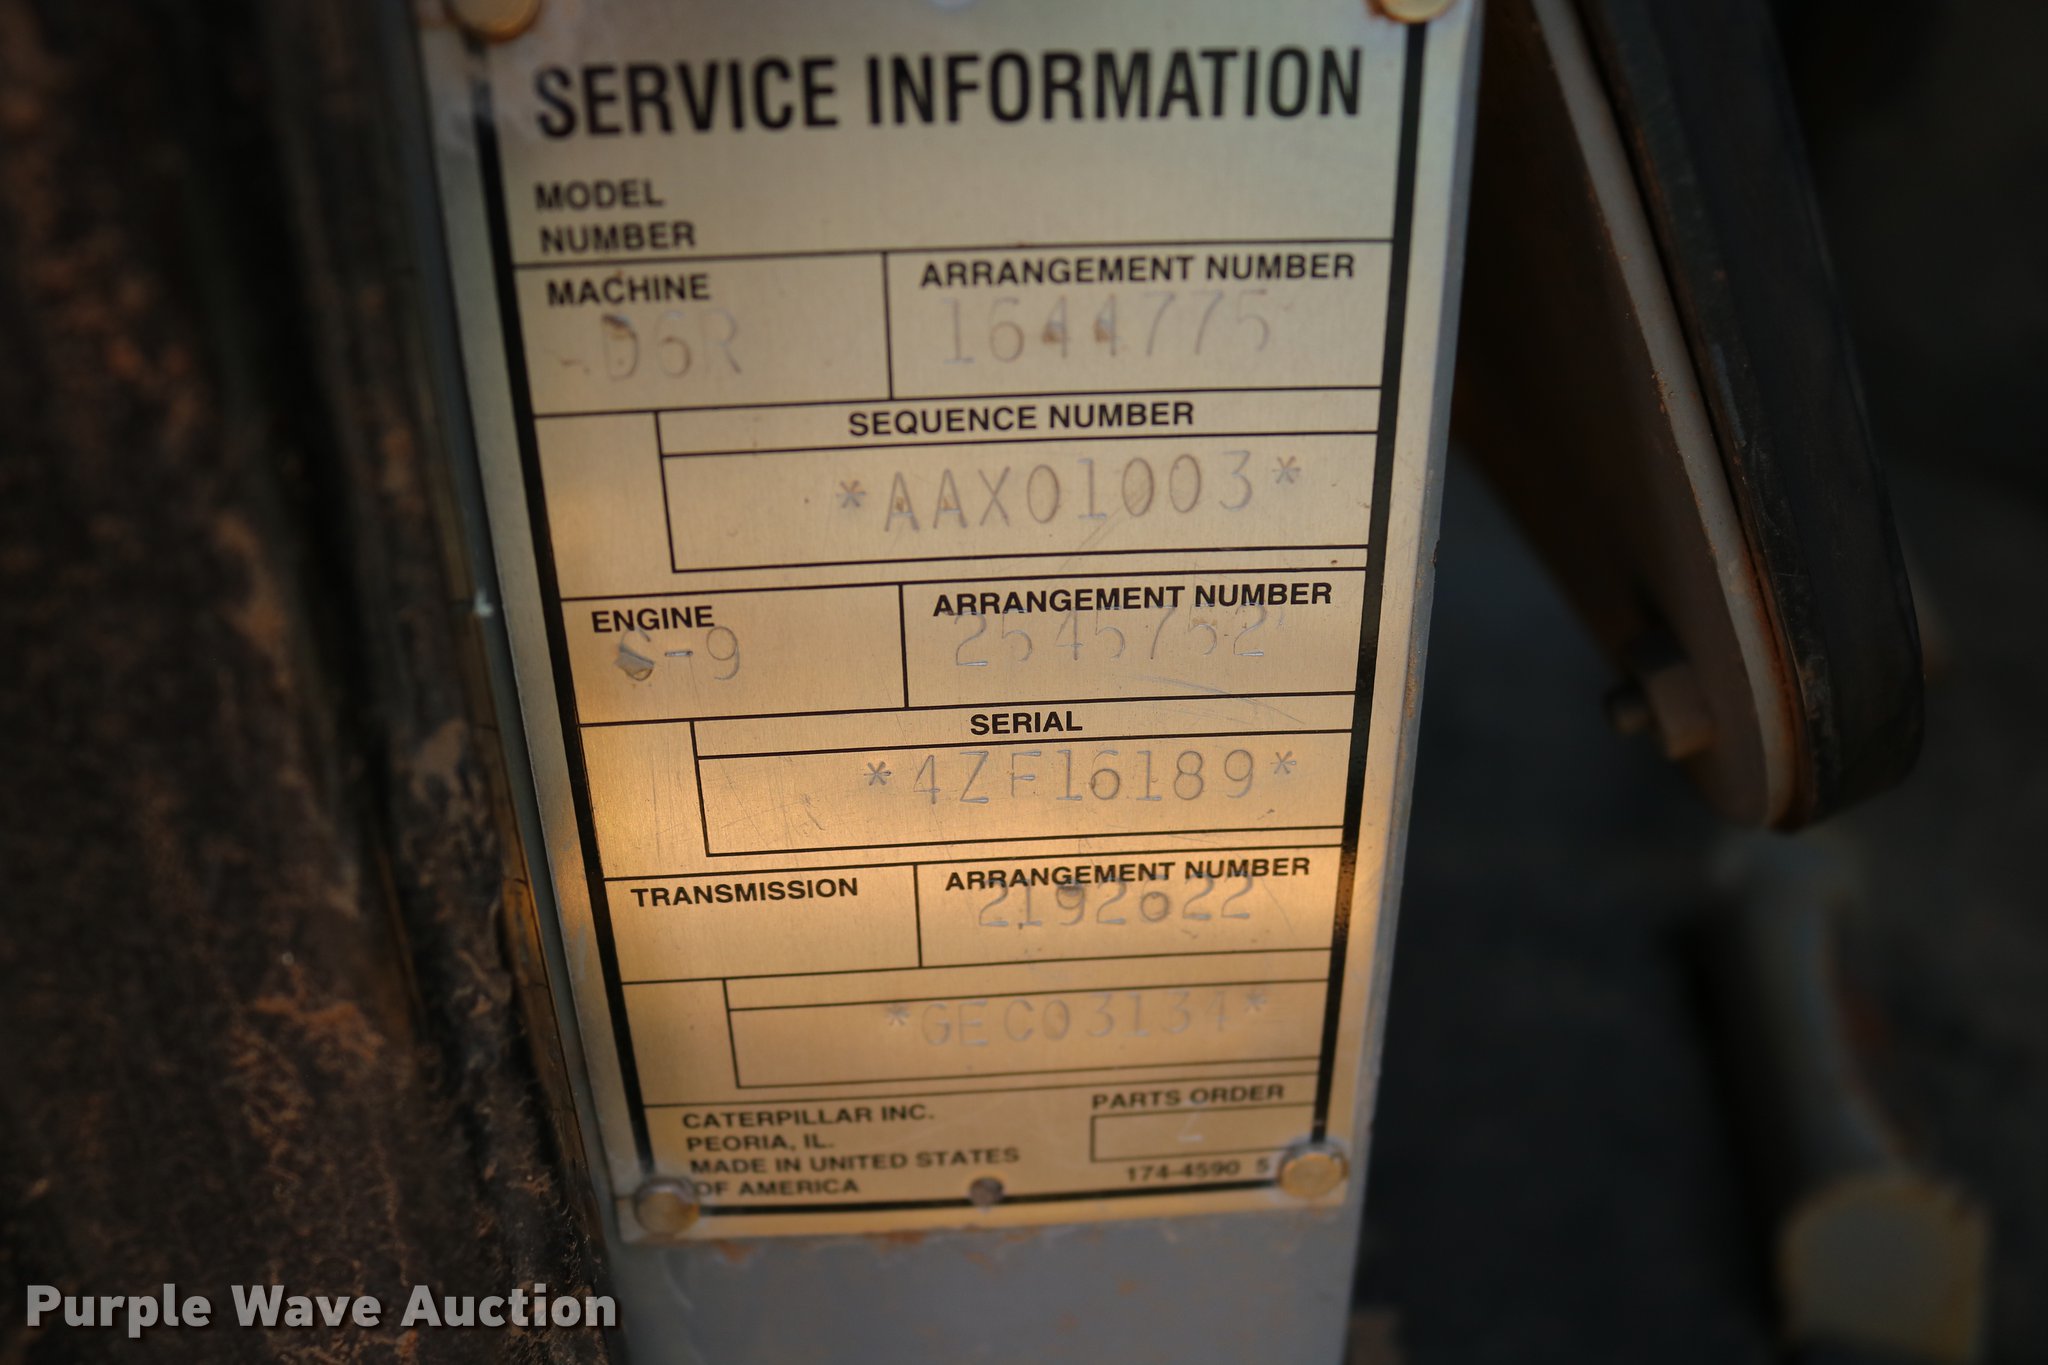 SERVICE INFORMATION
MODEL
NUMBER
MACHINE
ARRANGEMENT NUMBER
D6R
1644775
SEQUENCE NUMBER
*AAX01003*
ENGINE
ARRANGEMENT NUMBER
C-9
2545752
SERIAL
*4ZF16189*
TRANSMISSION
ARRANGEMENT NUMBER
2192622
*GEC03134*
CATERPILLAR INC.
PEORIA, IL.
MADE IN UNITED STATES
OF AMERICA
PARTS ORDER
174-4590 5
Purple Wave Auction